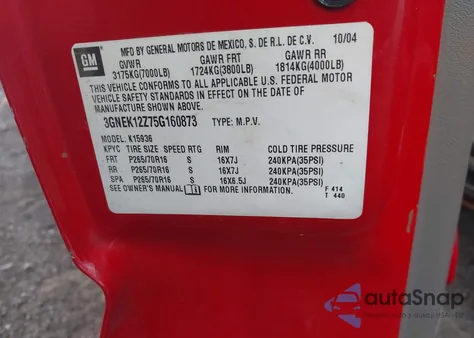 GM
MFD BY GENERAL MOTORS DE MEXICO, S. DE R.L. DE C.V. 10/04
GVWR GAWR FRT GAWR RR
3175KG(7000LB) 1724KG(3800LB) 1814KG(4000LB)
THIS VEHICLE CONFORMS TO ALL APPLICABLE U.S. FEDERAL MOTOR
VEHICLE SAFETY STANDARDS IN EFFECT ON THE DATE OF
MANUFACTURE SHOWN ABOVE.
3GNEK12Z75G160873 TYPE: M.P.V.
MODEL: K15936
KPYC TIRE SIZE SPEED RTG RIM COLD TIRE PRESSURE
FRT P265/70R16 S 16X7J 240KPA(35PSI)
RR P265/70R16 S 16X7J 240KPA(35PSI)
SPA P265/70R16 S 16X6.5J 240KPA(35PSI)
SEE OWNER'S MANUAL FOR MORE INFORMATION. F 414
T 440
autoSnap